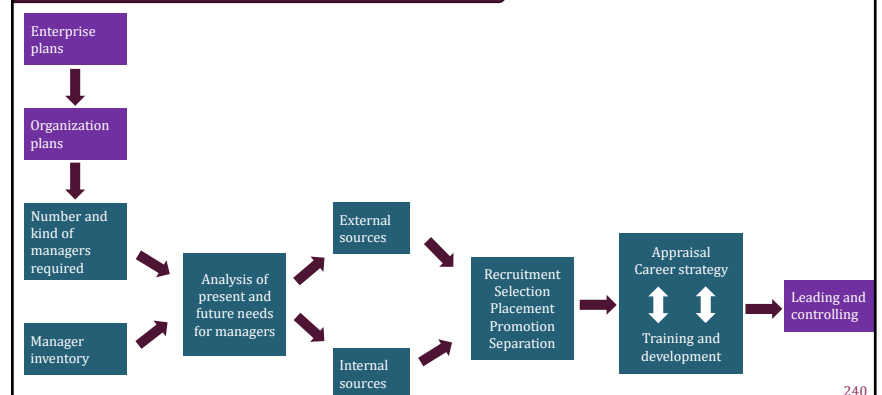 Enterprise
plans
Organization
plans
Number and
kind of
managers
required
Manager
inventory
Analysis of
present and
future needs
for managers
External
sources
Internal
sources
Recruitment
Selection
Placement
Promotion
Separation
Appraisal
Career strategy
Training and
development
Leading and
controlling
240